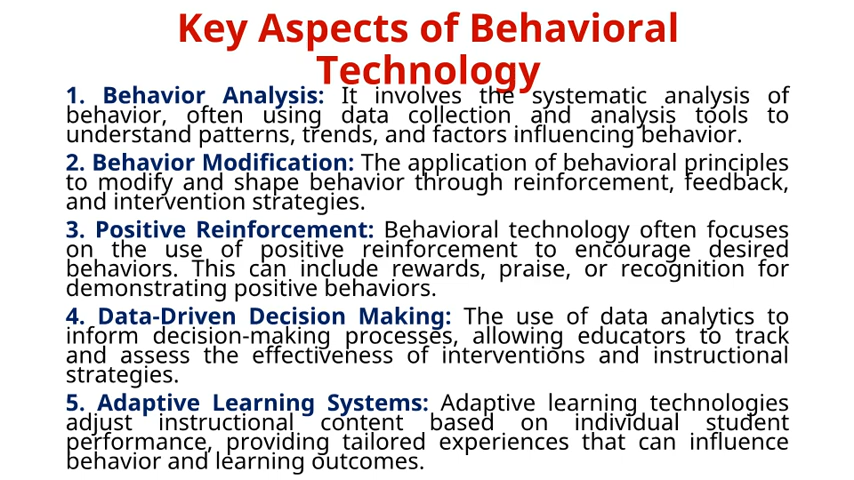 Key Aspects of Behavioral
Technology
1. Behavior Analysis: It involves the systematic analysis of
behavior, often using data collection and analysis tools to
understand patterns, trends, and factors influencing behavior.
2. Behavior Modification: The application of behavioral principles
to modify and shape behavior through reinforcement, feedback,
and intervention strategies.
3. Positive Reinforcement: Behavioral technology often focuses
on the use of positive reinforcement to encourage desired
behaviors. This can include rewards, praise, or recognition for
demonstrating positive behaviors.
4. Data-Driven Decision Making: The use of data analytics to
inform decision-making processes, allowing educators to track
and assess the effectiveness of interventions and instructional
strategies.
5. Adaptive Learning Systems: Adaptive learning technologies
adjust instructional content based on individual student
performance, providing tailored experiences that can influence
behavior and learning outcomes.